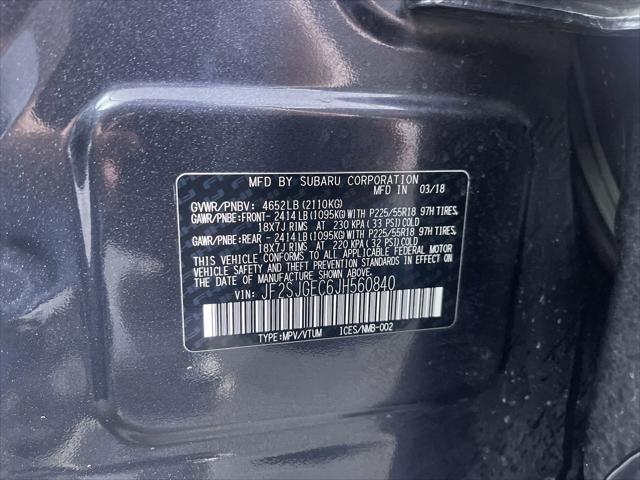 MFD BY SUBARU CORPORATION
MFD IN 03/18
GVWR/PNBV: 4652LB(2110KG)
GAWR/PNBE:FRONT- 2414LB(1095KG)WITH P225/55R18 97H TIRES,
18X7J RIMS AT 230 KPA(33 PSI)COLD
GAWR/PNBE:REAR - 2414LB(1095KG)WITH P225/55R18 97H TIRES,
18X7J RIMS AT 220 KPA(32 PSI)COLD
THIS VEHICLE CONFORMS TO ALL APPLICABLE FEDERAL MOTOR
VEHICLE SAFETY AND BUMPER STANDARDS IN EFFECT ON
THE DATE OF MANUFACTURE SHOWN ABOVE.
VIN: JF2SJGEC6JH560840
TYPE:MPV/VTUM ICES/NMB-002